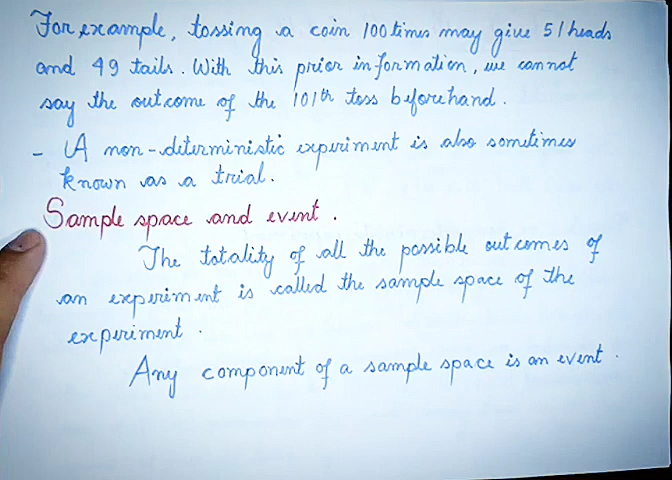 For example, tossing a coin 100 times may give 51 heads
and 49 tails. With this prior information, we cannot
say the outcome of the 101th toss beforehand.
- A non-deterministic experiment is also sometimes
known as a trial.
Sample space and event.
The totality of all the possible outcomes of
an experiment is called the sample space of the
experiment.
Any component of a sample space is an event.